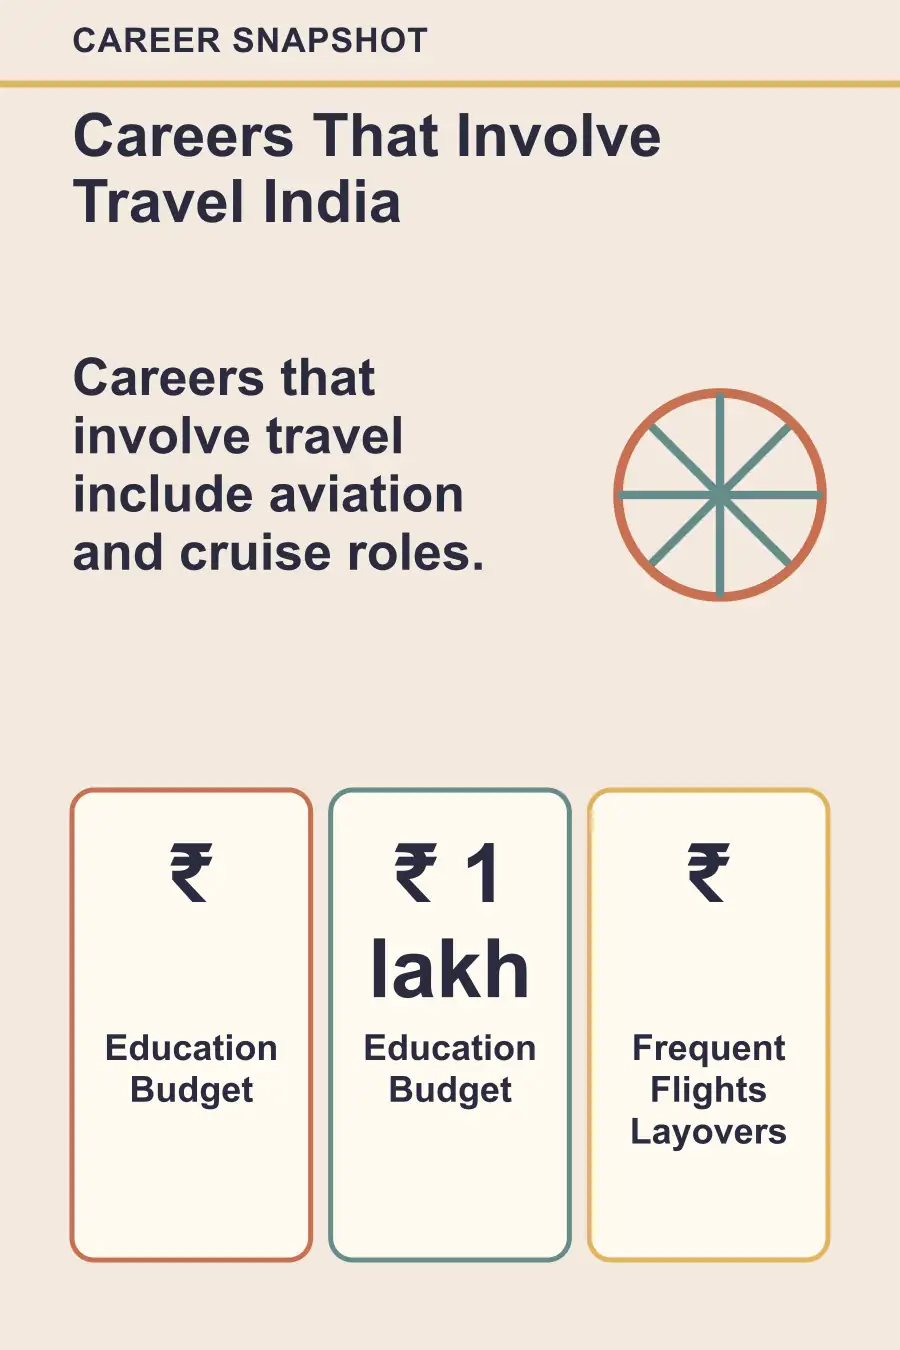 CAREER SNAPSHOT
Careers That Involve
Travel India
Careers that
involve travel
include aviation
and cruise roles.
₹
Education
Budget
₹ 1
lakh
Education
Budget
₹
Frequent
Flights
Layovers